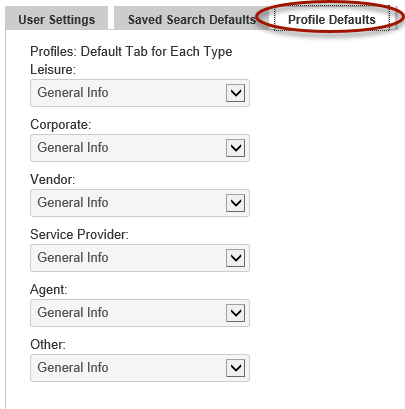 User Settings Saved Search Defaults Profile Defaults
Profiles: Default Tab for Each Type
Leisure:
General Info
Corporate:
General Info
Vendor:
General Info
Service Provider:
General Info
Agent:
General Info
Other:
General Info